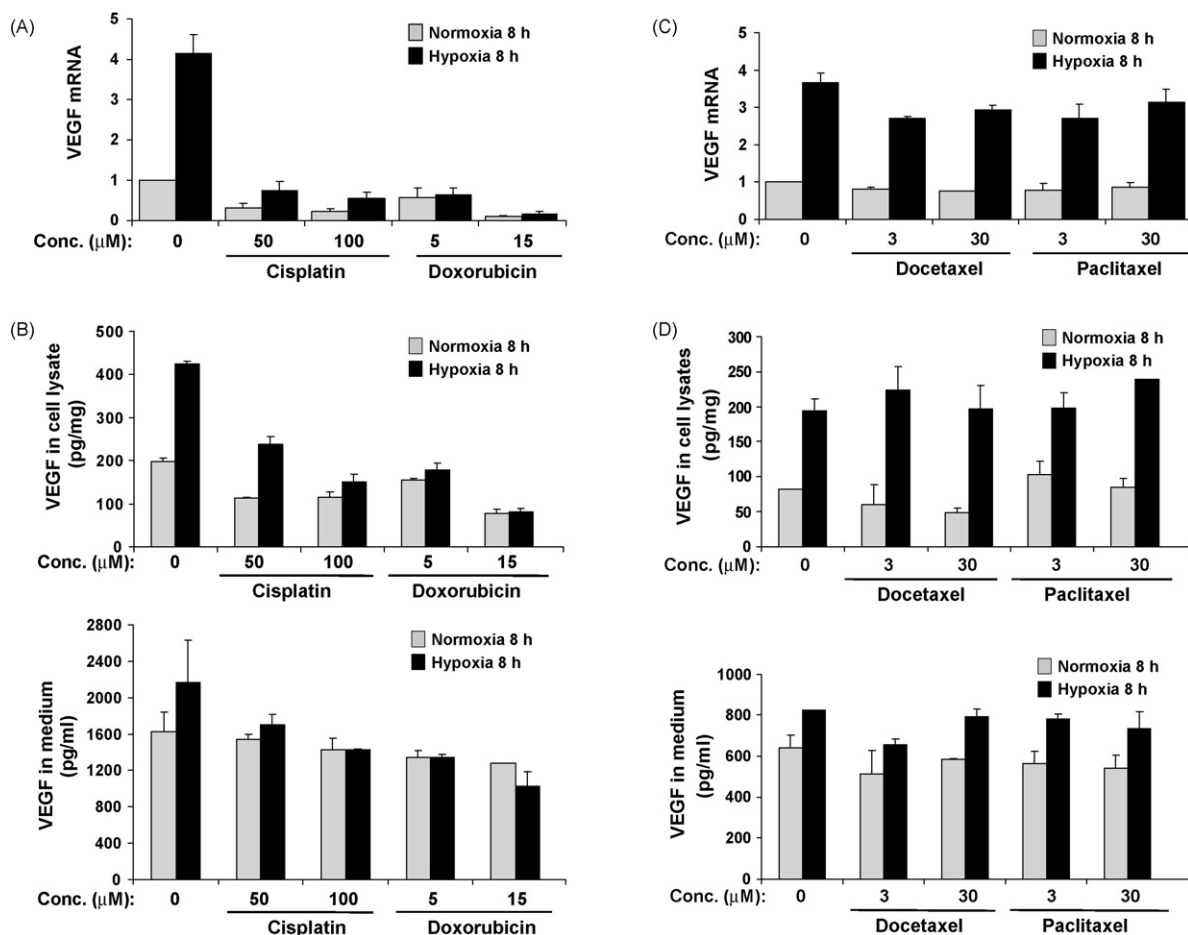 (A)
VEGF mRNA
5
4
3
2
1
0
Normoxia 8 h
Hypoxia 8 h
Conc. (μM): 0 50 100 5 15
Cisplatin Doxorubicin
(B)
VEGF in cell lysate
(pg/mg)
500
400
300
200
100
0
Normoxia 8 h
Hypoxia 8 h
Conc. (μM): 0 50 100 5 15
Cisplatin Doxorubicin
VEGF in medium
(pg/ml)
2800
2400
2000
1600
1200
800
400
0
Normoxia 8 h
Hypoxia 8 h
Conc. (μM): 0 50 100 5 15
Cisplatin Doxorubicin
(C)
VEGF mRNA
5
4
3
2
1
0
Normoxia 8 h
Hypoxia 8 h
Conc. (μM): 0 3 30 3 30
Docetaxel Paclitaxel
(D)
VEGF in cell lysates
(pg/mg)
300
250
200
150
100
50
0
Normoxia 8 h
Hypoxia 8 h
Conc. (μM): 0 3 30 3 30
Docetaxel Paclitaxel
VEGF in medium
(pg/ml)
1000
800
600
400
200
0
Normoxia 8 h
Hypoxia 8 h
Conc. (μM): 0 3 30 3 30
Docetaxel Paclitaxel